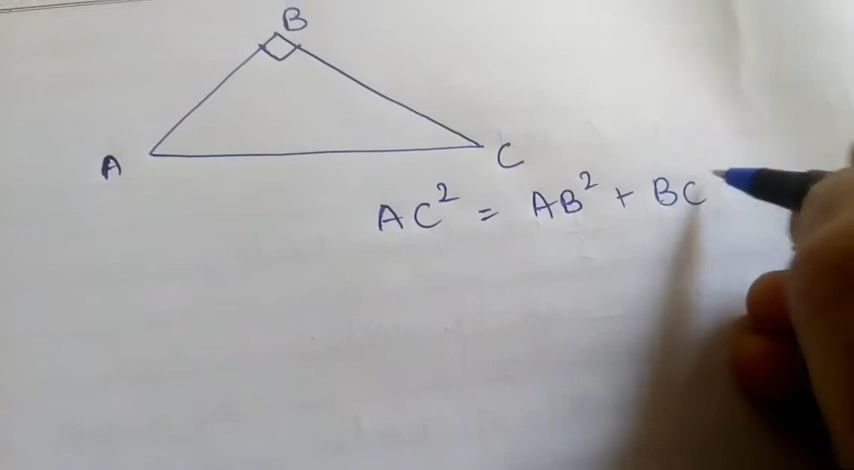 B
A
C
AC² = AB² + BC